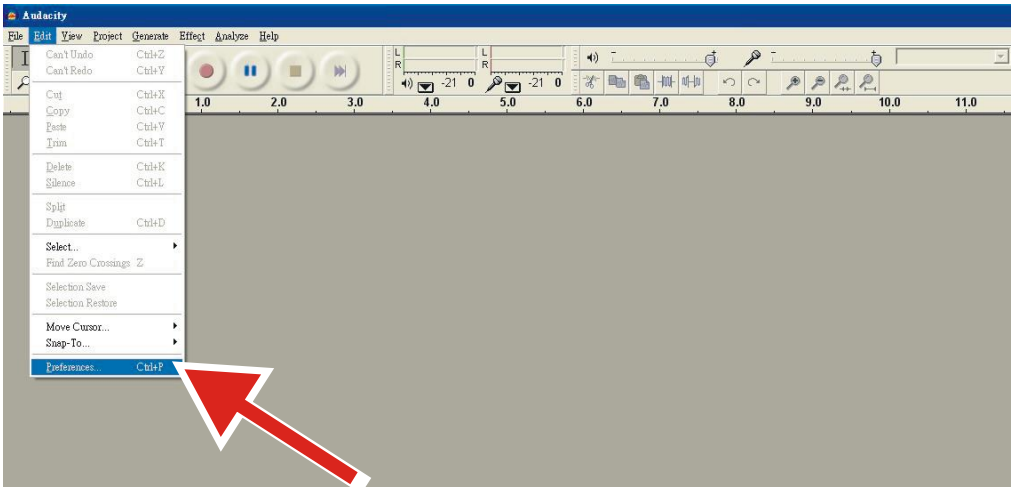 Audacity
File Edit View Project Generate Effect Analyze Help
Can't Undo Ctrl+Z
Can't Redo Ctrl+Y
Cut Ctrl+X
Copy Ctrl+C
Paste Ctrl+V
Trim Ctrl+T
Delete Ctrl+K
Silence Ctrl+L
Split
Duplicate Ctrl+D
Select...
Find Zero Crossings Z
Selection Save
Selection Restore
Move Cursor...
Snap-To...
Preferences... Ctrl+P
L L
R R
-21 0 -21 0
1.0 2.0 3.0 4.0 5.0 6.0 7.0 8.0 9.0 10.0 11.0